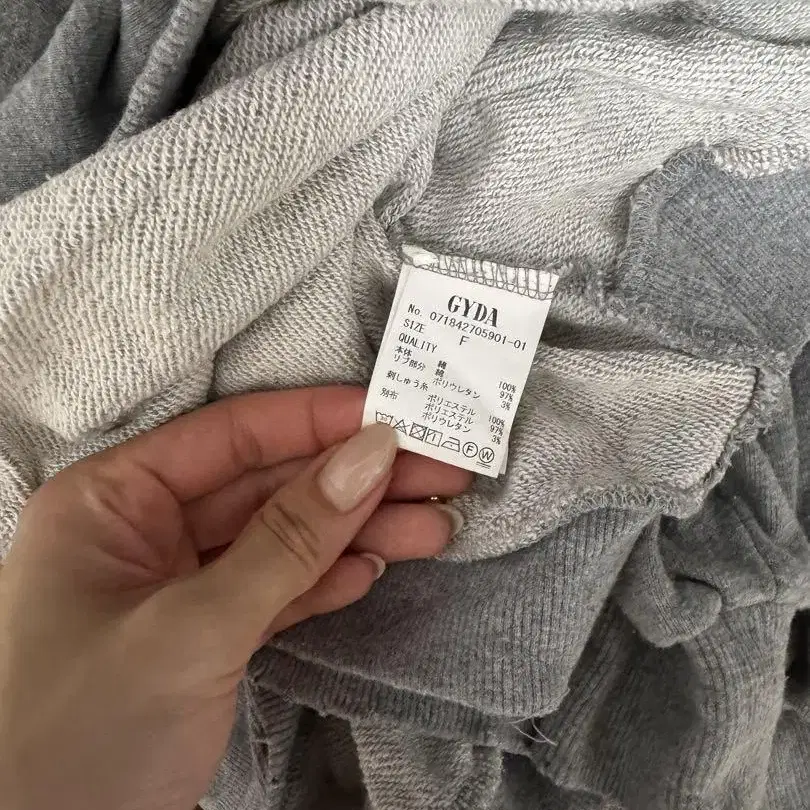 GYDA
No. 071842705901-01
SIZE F
QUALITY
本体 綿 100%
リブ部分 綿 97%
ポリウレタン 3%
刺しゅう糸 ポリエステル 100%
別布 ポリエステル 97%
ポリウレタン 3%
F W